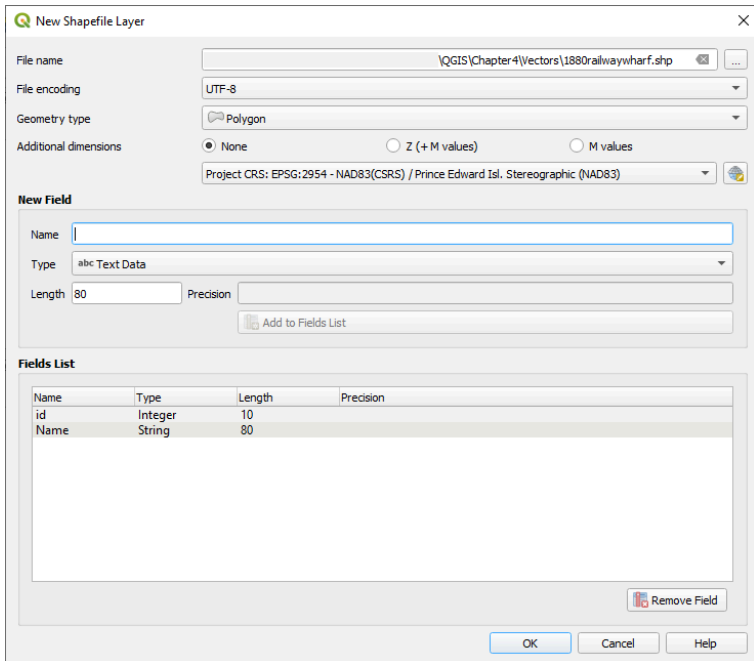 New Shapefile Layer
File name \QGIS\Chapter4\Vectors\1880railwaywharf.shp ...
File encoding UTF-8
Geometry type Polygon
Additional dimensions None Z (+ M values) M values
Project CRS: EPSG:2954 - NAD83(CSRS) / Prince Edward Isl. Stereographic (NAD83)
New Field
Name
Type abc Text Data
Length 80 Precision
Add to Fields List
Fields List
Name Type Length Precision
id Integer 10
Name String 80
Remove Field
OK Cancel Help